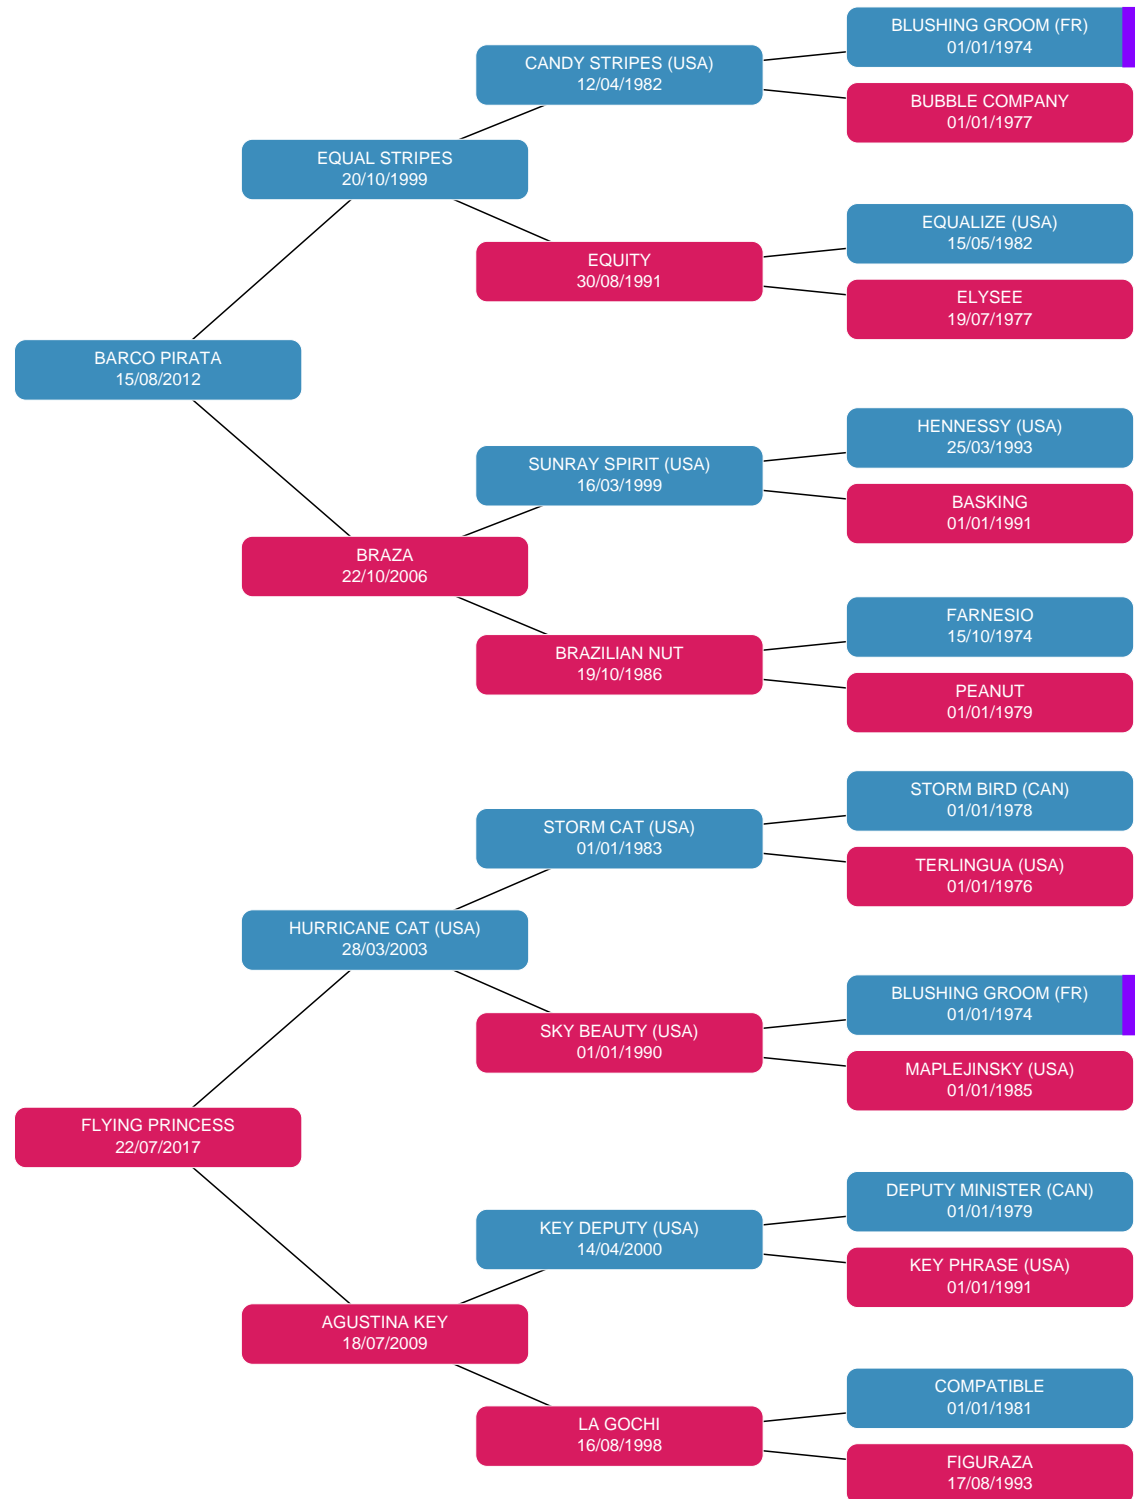 BLUSHING GROOM (FR)
01/01/1974
CANDY STRIPES (USA)
12/04/1982
BUBBLE COMPANY
01/01/1977
EQUAL STRIPES
20/10/1999
EQUALIZE (USA)
15/05/1982
EQUITY
30/08/1991
ELYSEE
19/07/1977
BARCO PIRATA
15/08/2012
HENNESSY (USA)
25/03/1993
SUNRAY SPIRIT (USA)
16/03/1999
BASKING
01/01/1991
BRAZA
22/10/2006
FARNESIO
15/10/1974
BRAZILIAN NUT
19/10/1986
PEANUT
01/01/1979
STORM BIRD (CAN)
01/01/1978
STORM CAT (USA)
01/01/1983
TERLINGUA (USA)
01/01/1976
HURRICANE CAT (USA)
28/03/2003
BLUSHING GROOM (FR)
01/01/1974
SKY BEAUTY (USA)
01/01/1990
MAPLEJINSKY (USA)
01/01/1985
FLYING PRINCESS
22/07/2017
DEPUTY MINISTER (CAN)
01/01/1979
KEY DEPUTY (USA)
14/04/2000
KEY PHRASE (USA)
01/01/1991
AGUSTINA KEY
18/07/2009
COMPATIBLE
01/01/1981
LA GOCHI
16/08/1998
FIGURAZA
17/08/1993